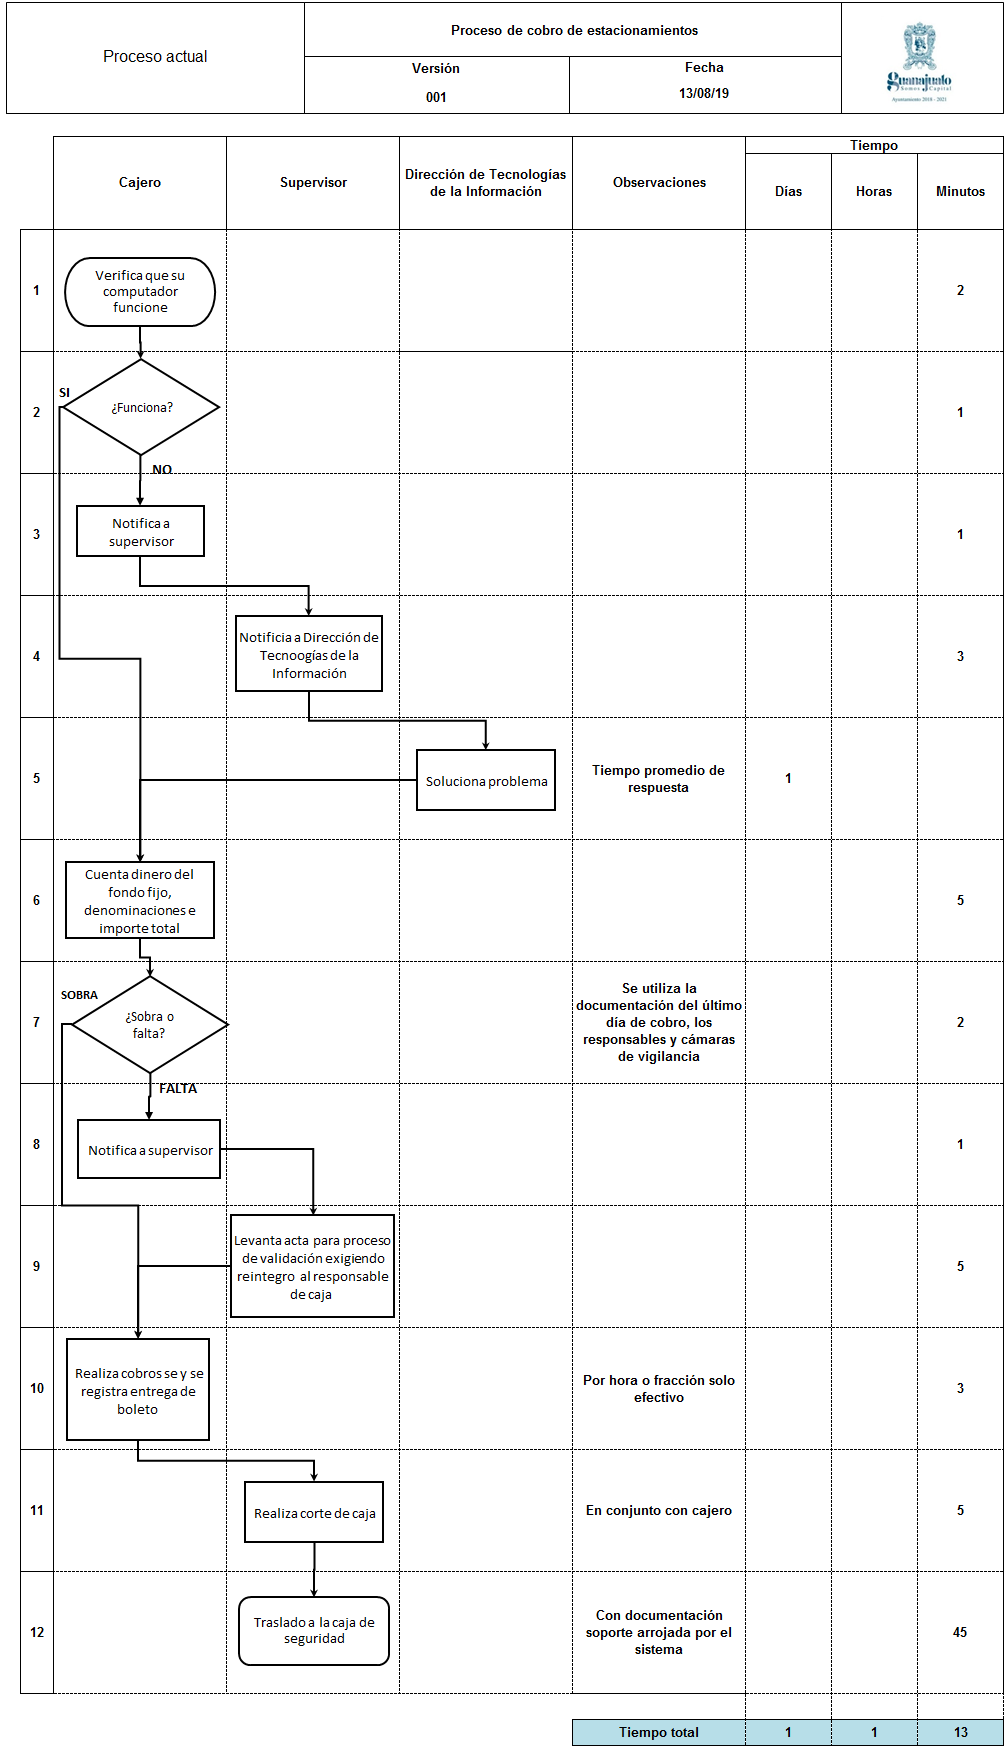 Proceso actual
Proceso de cobro de estacionamientos
Versión
001
Fecha
13/08/19
Guanajuato
Somos Capital
Ayuntamiento 2018 - 2021
Cajero
Supervisor
Dirección de Tecnologías
de la Información
Observaciones
Tiempo
Días
Horas
Minutos
1
Verifica que su
computador
funcione
2
2
SI
¿Funciona?
NO
1
3
Notifica a
supervisor
1
4
Notificia a Dirección de
Tecnoogías de la
Información
3
5
Soluciona problema
Tiempo promedio de
respuesta
1
6
Cuenta dinero del
fondo fijo,
denominaciones e
importe total
5
7
SOBRA
¿Sobra o
falta?
FALTA
Se utiliza la
documentación del último
día de cobro, los
responsables y cámaras
de vigilancia
2
8
Notifica a supervisor
1
9
Levanta acta para proceso
de validación exigiendo
reintegro al responsable
de caja
5
10
Realiza cobros se y se
registra entrega de
boleto
Por hora o fracción solo
efectivo
3
11
Realiza corte de caja
En conjunto con cajero
5
12
Traslado a la caja de
seguridad
Con documentación
soporte arrojada por el
sistema
45
Tiempo total
1
1
13